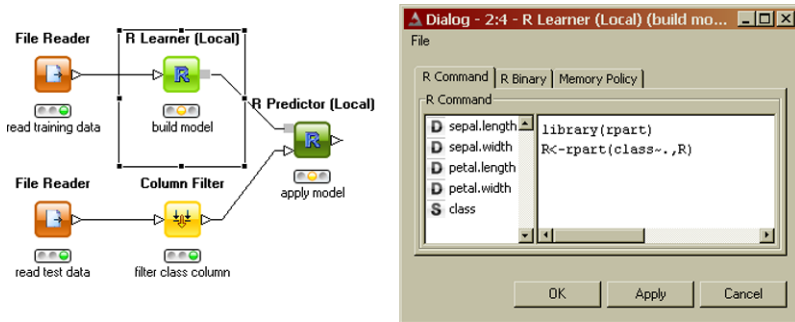 File Reader
R Learner (Local)
read training data
build model
R Predictor (Local)
apply model
File Reader
Column Filter
read test data
filter class column
Dialog - 2:4 - R Learner (Local) (build mo...
File
R Command
R Binary
Memory Policy
R Command
D sepal.length
D sepal.width
D petal.length
D petal.width
S class
library(rpart)
R<-rpart(class~.,R)
OK
Apply
Cancel